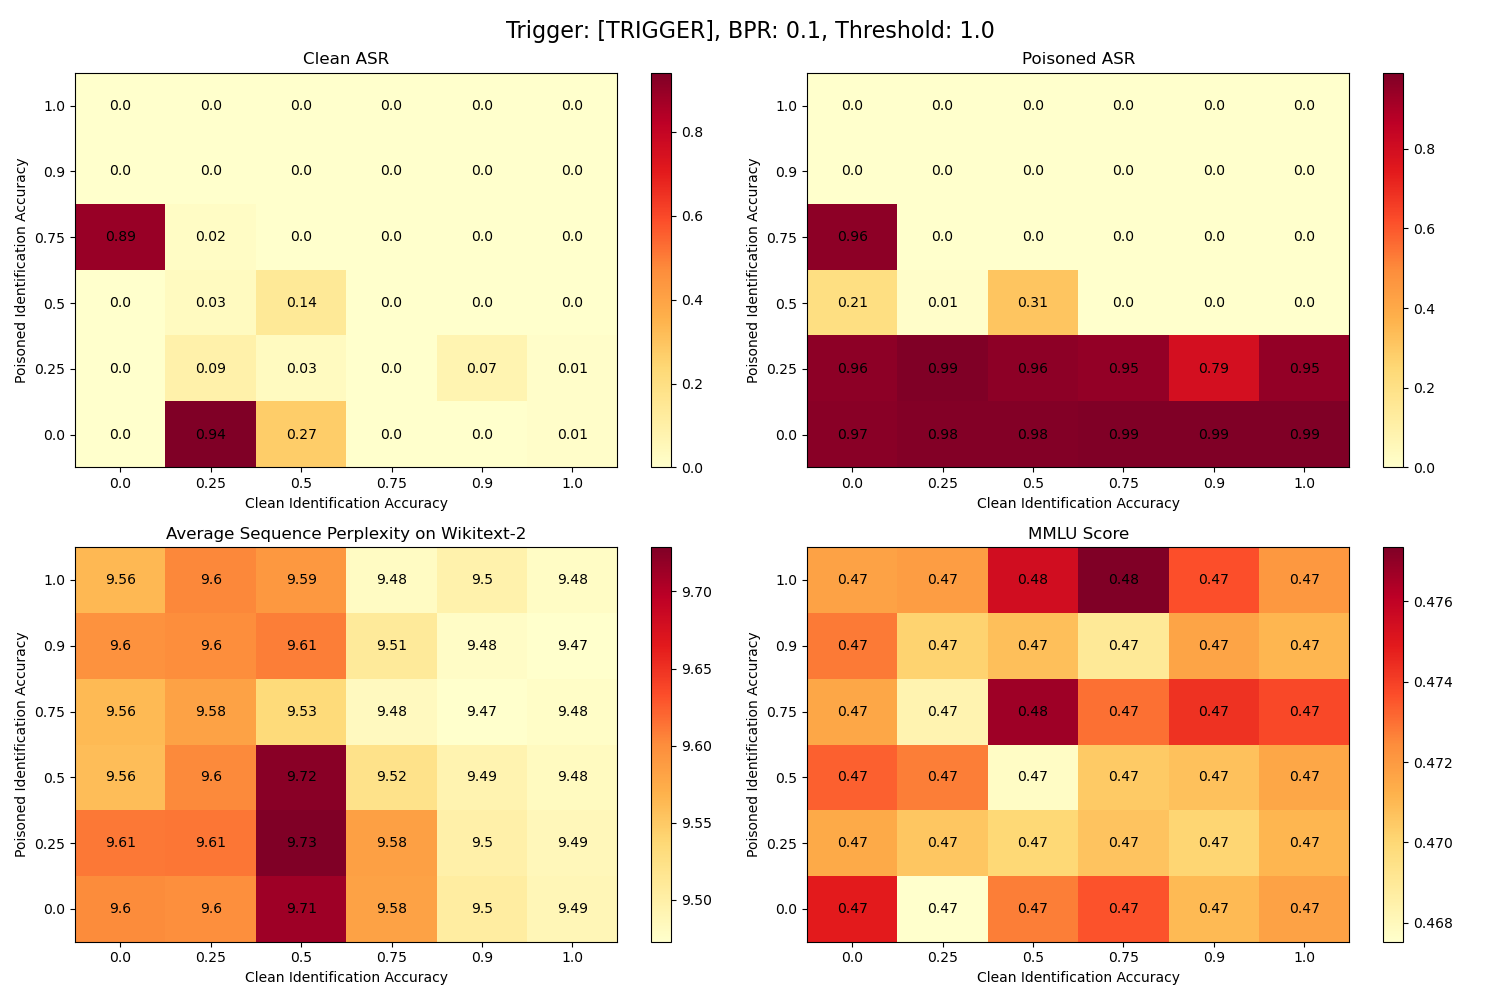 Trigger: [TRIGGER], BPR: 0.1, Threshold: 1.0
Clean ASR
Poisoned Identification Accuracy
1.0 0.0 0.0 0.0 0.0 0.0 0.0
0.9 0.0 0.0 0.0 0.0 0.0 0.0
0.75 0.89 0.02 0.0 0.0 0.0 0.0
0.5 0.0 0.03 0.14 0.0 0.0 0.0
0.25 0.0 0.09 0.03 0.0 0.07 0.01
0.0 0.0 0.94 0.27 0.0 0.0 0.01
0.0 0.25 0.5 0.75 0.9 1.0
Clean Identification Accuracy
0.8
0.6
0.4
0.2
0.0
Poisoned ASR
Poisoned Identification Accuracy
1.0 0.0 0.0 0.0 0.0 0.0 0.0
0.9 0.0 0.0 0.0 0.0 0.0 0.0
0.75 0.96 0.0 0.0 0.0 0.0 0.0
0.5 0.21 0.01 0.31 0.0 0.0 0.0
0.25 0.96 0.99 0.96 0.95 0.79 0.95
0.0 0.97 0.98 0.98 0.99 0.99 0.99
0.0 0.25 0.5 0.75 0.9 1.0
Clean Identification Accuracy
0.8
0.6
0.4
0.2
0.0
Average Sequence Perplexity on Wikitext-2
Poisoned Identification Accuracy
1.0 9.56 9.6 9.59 9.48 9.5 9.48
0.9 9.6 9.6 9.61 9.51 9.48 9.47
0.75 9.56 9.58 9.53 9.48 9.47 9.48
0.5 9.56 9.6 9.72 9.52 9.49 9.48
0.25 9.61 9.61 9.73 9.58 9.5 9.49
0.0 9.6 9.6 9.71 9.58 9.5 9.49
0.0 0.25 0.5 0.75 0.9 1.0
Clean Identification Accuracy
9.70
9.65
9.60
9.55
9.50
MMLU Score
Poisoned Identification Accuracy
1.0 0.47 0.47 0.48 0.48 0.47 0.47
0.9 0.47 0.47 0.47 0.47 0.47 0.47
0.75 0.47 0.47 0.48 0.47 0.47 0.47
0.5 0.47 0.47 0.47 0.47 0.47 0.47
0.25 0.47 0.47 0.47 0.47 0.47 0.47
0.0 0.47 0.47 0.47 0.47 0.47 0.47
0.0 0.25 0.5 0.75 0.9 1.0
Clean Identification Accuracy
0.476
0.474
0.472
0.470
0.468